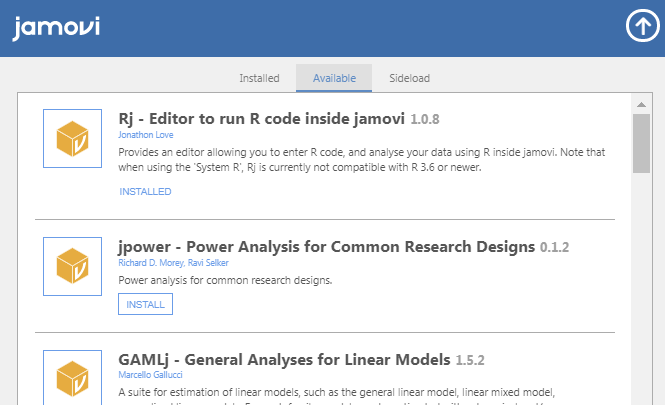 jamovi
Installed Available Sideload
Rj - Editor to run R code inside jamovi 1.0.8
Jonathon Love
Provides an editor allowing you to enter R code, and analyse your data using R inside jamovi. Note that
when using the 'System R', Rj is currently not compatible with R 3.6 or newer.
INSTALLED
jpower - Power Analysis for Common Research Designs 0.1.2
Richard D. Morey, Ravi Selker
Power analysis for common research designs.
INSTALL
GAMLj - General Analyses for Linear Models 1.5.2
Marcello Gallucci
A suite for estimation of linear models, such as the general linear model, linear mixed model,